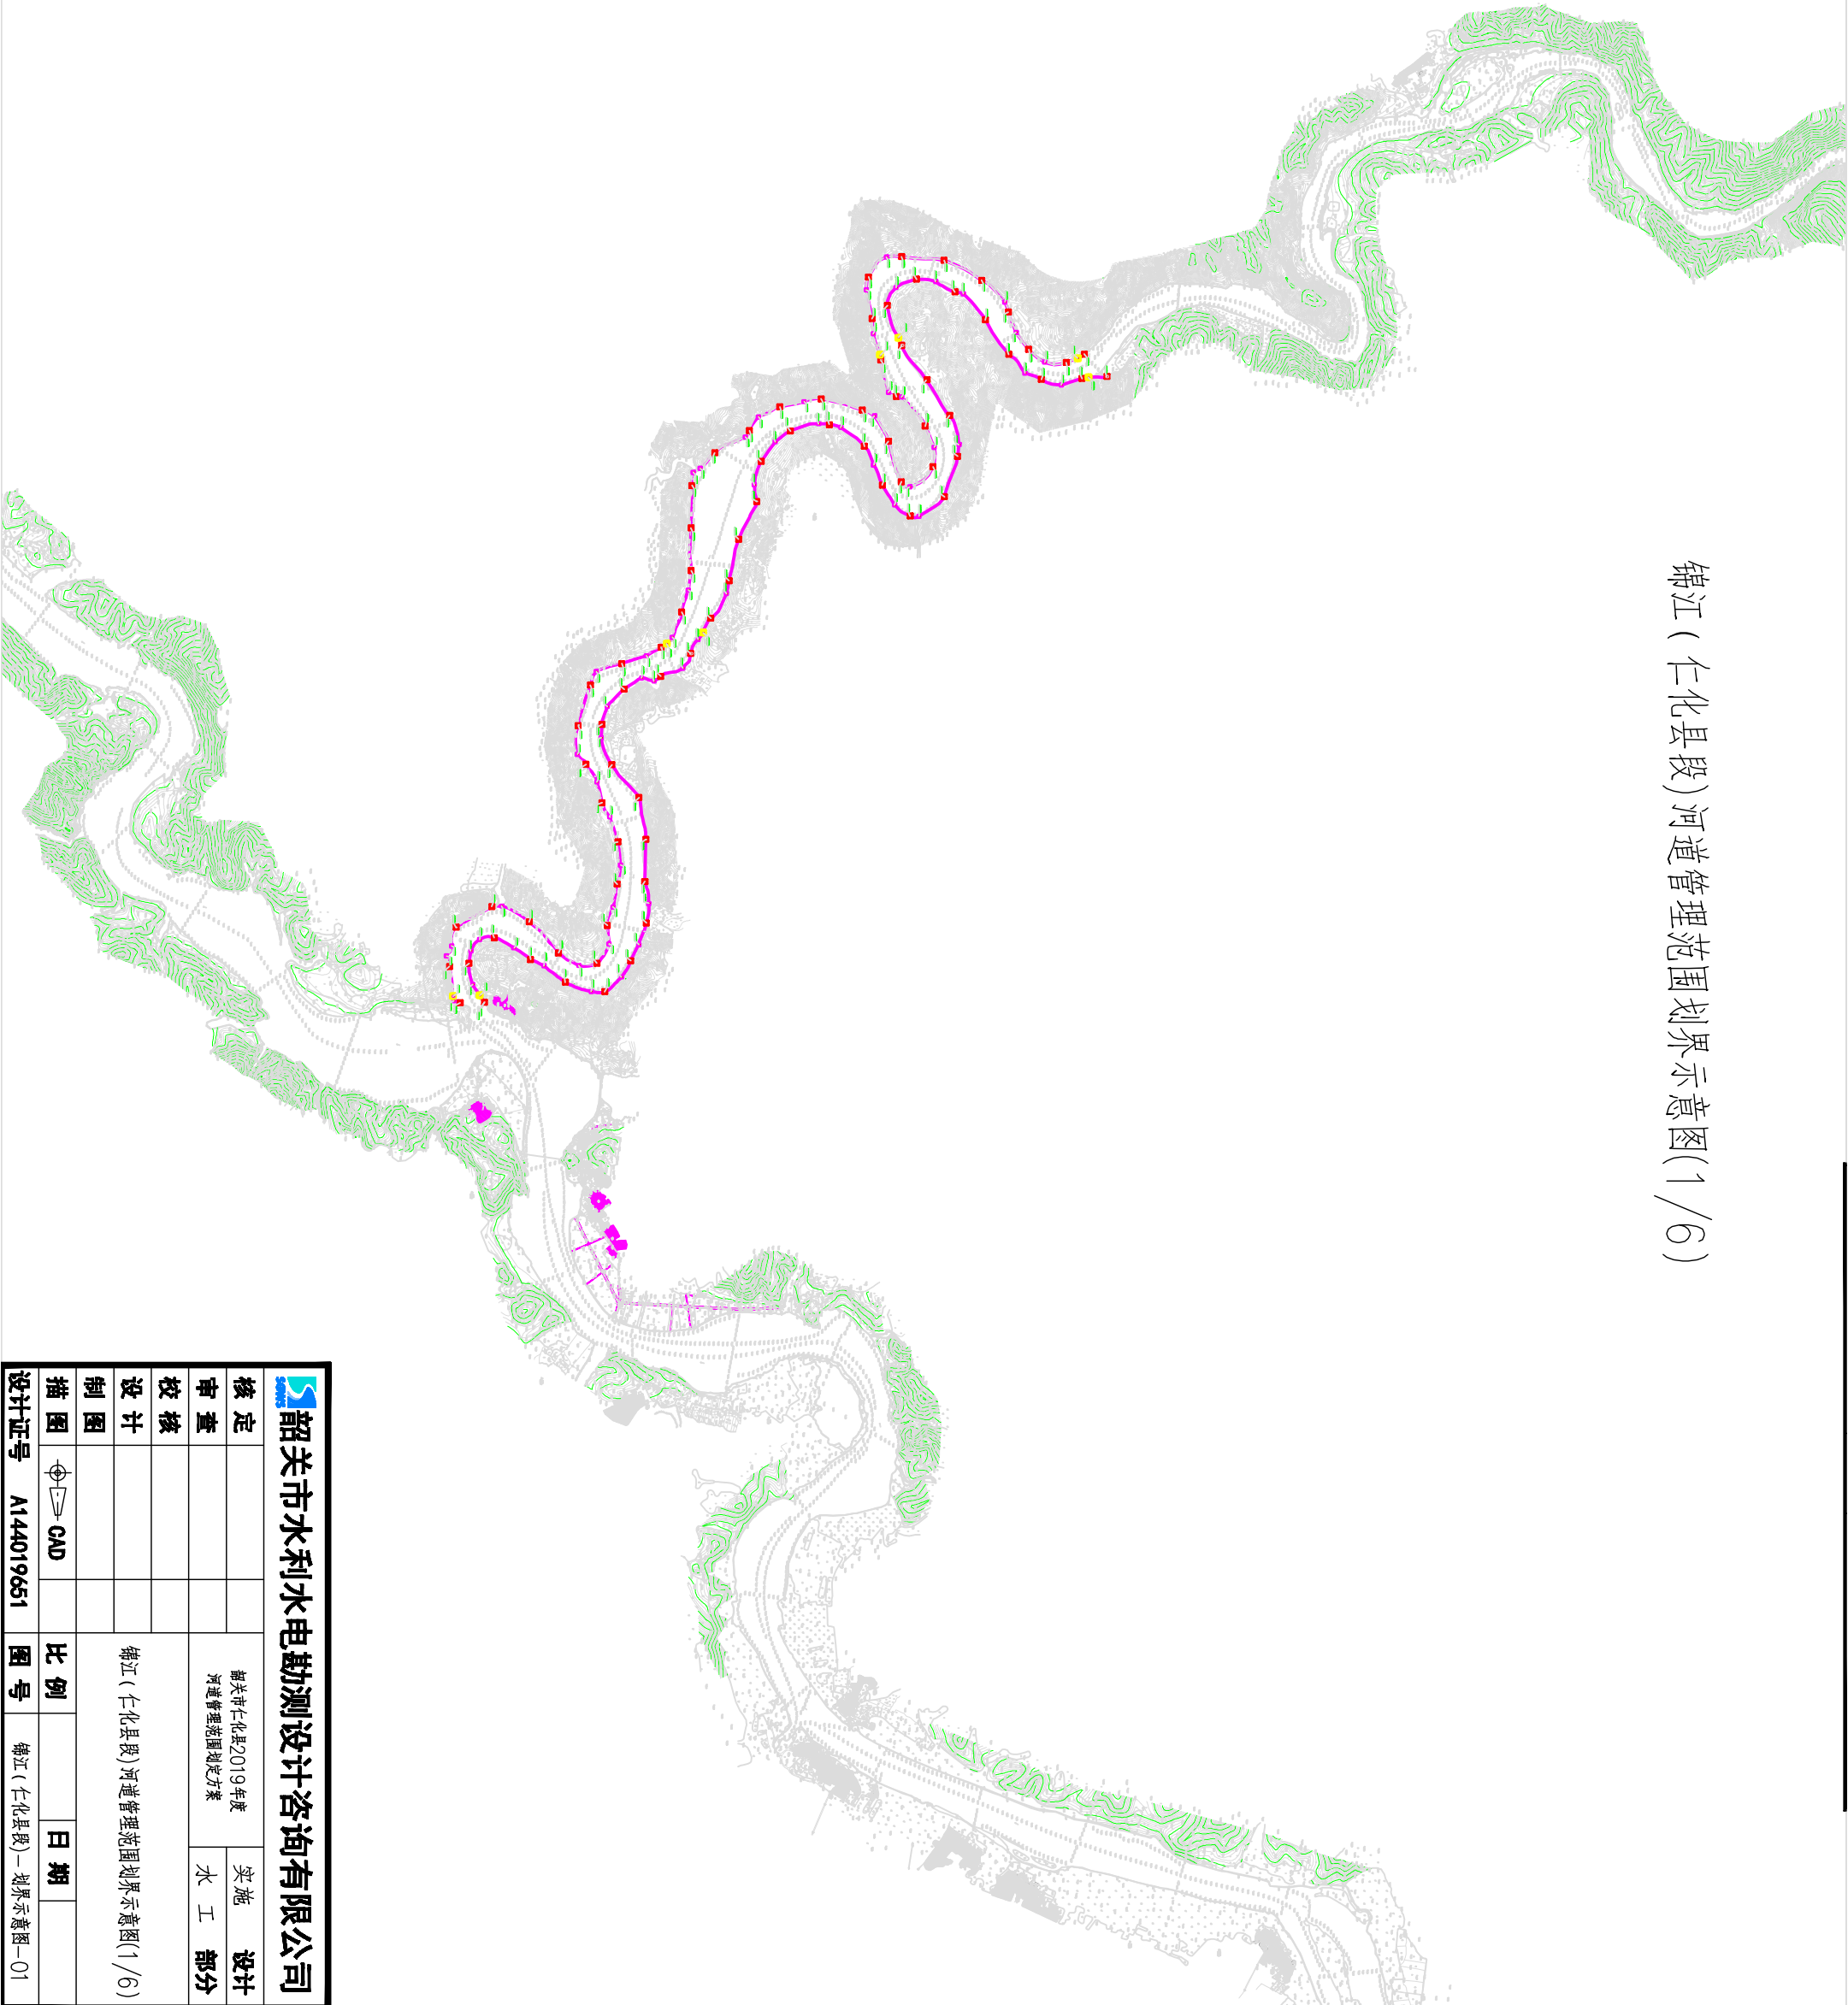 锦江(仁化县段)河道管理范围划界示意图(1/6)
韶关市水利水电勘测设计咨询有限公司
核定
审查
校核
设计
制图
描图 CAD
设计证号 A144019651
韶关市仁化县2019年度
河道管理范围划定方案
实施 设计
水工 部分
锦江(仁化县段)河道管理范围划界示意图(1/6)
比例 日期
图号 锦江(仁化县段)-划界示意图-01